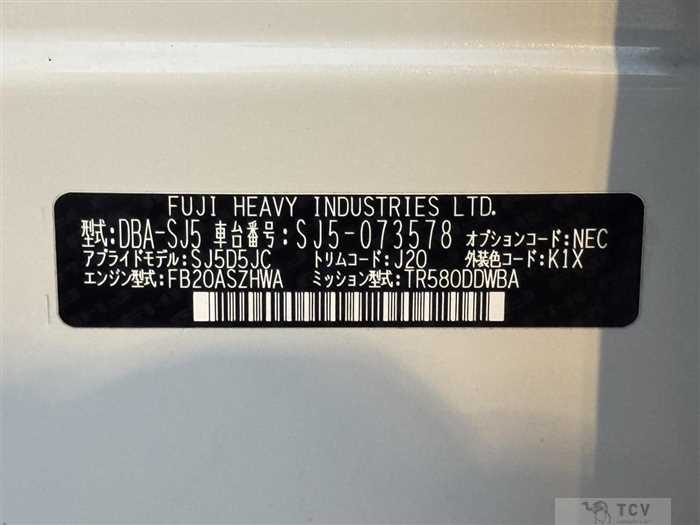 FUJI HEAVY INDUSTRIES LTD.
型式:DBA-SJ5 車台番号:SJ5-073578 オプションコード:NEC
アプライドモデル:SJ5D5JC トリムコード:J20 外装色コード:K1X
エンジン型式:FB20ASZHWA ミッション型式:TR580DDWBA
TCV